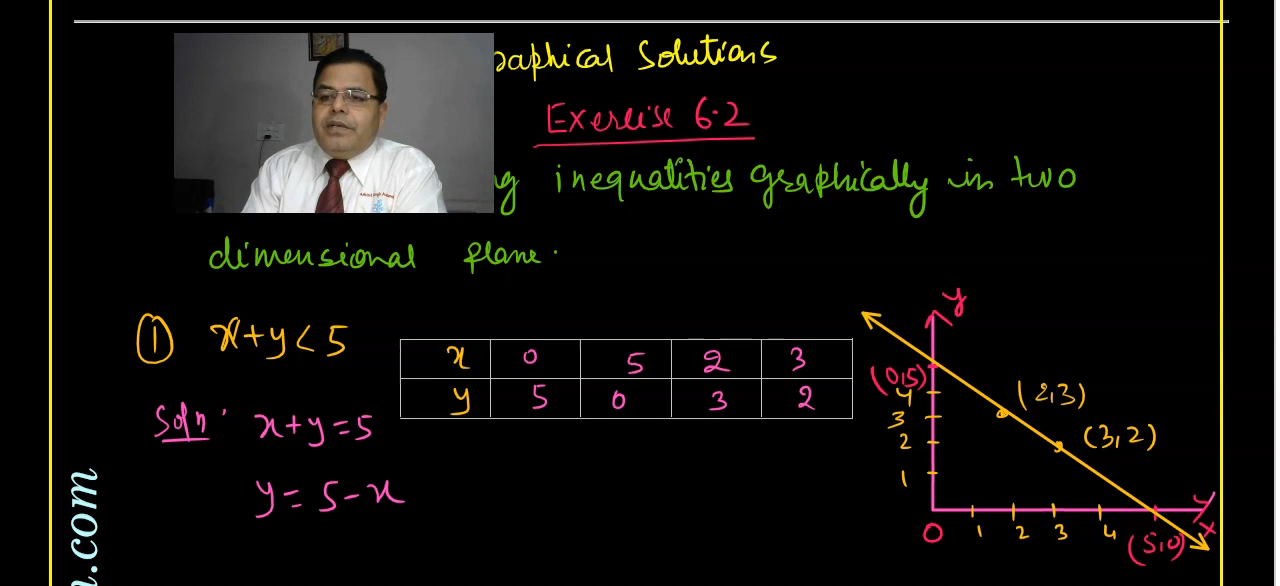 raphical Solutions
Exercise 6.2
ng inequalities graphically in two
dimensional plane.
① x+y<5
x 0 5 2 3
y 5 0 3 2
Soln. x+y=5
y=5-x
y
(0,5)
4
3
2
1
(2,3)
(3,2)
0 1 2 3 4 (5,0) x
.com